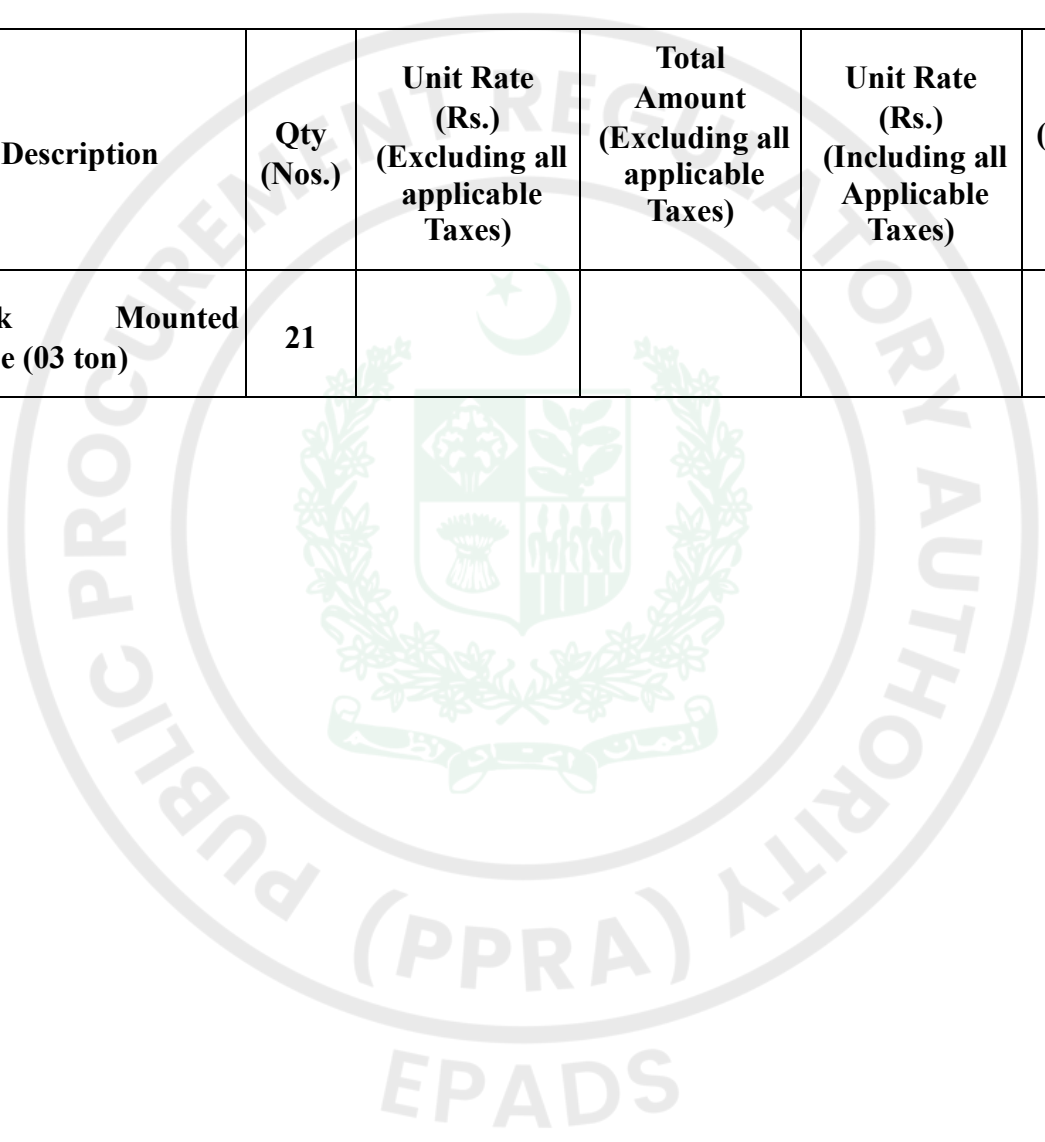 Description
Qty
(Nos.)
Unit Rate
(Rs.)
(Excluding all
applicable
Taxes)
Total
Amount
(Excluding all
applicable
Taxes)
Unit Rate
(Rs.)
(Including all
Applicable
Taxes)
(
k Mounted
e (03 ton)
21
PUBLIC PROCUREMENT REGULATORY AUTHORITY
(PPRA)
EPADS